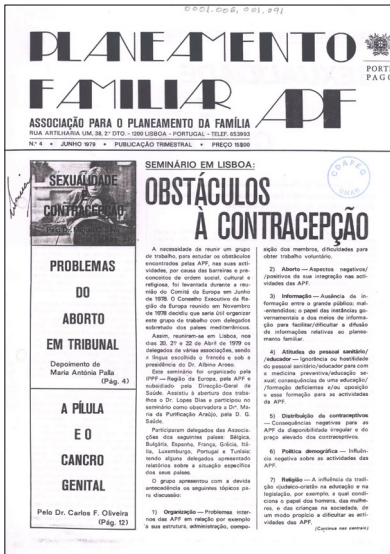 0001.006,001.091
PLANEAMENTO
FAMILIAR APF
PORTE
PAGO
ASSOCIAÇÃO PARA O PLANEAMENTO DA FAMÍLIA
RUA ARTILHARIA UM, 38, 2.º DTO. - 1200 LISBOA - PORTUGAL - TELEF. 653993
N.º 4 • JUNHO 1979 • PUBLICAÇÃO TRIMESTRAL • PREÇO 15$00
SEXUALIDADE
E
CONTRACEPÇÃO
PROBLEMAS
DO
ABORTO
EM TRIBUNAL
Depoimento de
Maria Antónia Palla
(Pág. 4)
A PÍLULA
E O
CANCRO
GENITAL
Pelo Dr. Carlos F. Oliveira
(Pág. 12)
SEMINÁRIO EM LISBOA:
OBSTÁCULOS
À CONTRACEPÇÃO
A necessidade de reunir um grupo
de trabalho, para estudar os obstáculos
encontrados pelas APF, nas suas activi-
dades, por causa das barreiras e pre-
conceitos de ordem social, cultural e
religiosa, foi levantada durante a reu-
nião do Comité da Europa em Junho
de 1978. O Conselho Executivo da Re-
gião da Europa reunido em Novembro
de 1978 decidiu que seria útil organizar
este grupo de trabalho com delegados
sobretudo dos países mediterrânicos.
Assim, reuniram-se em Lisboa, nos
dias 20, 21 e 22 de Abril de 1979 os
delegados de várias associações, sendo
a língua escolhida o francês e sob a
presidência do Dr. Albino Aroso.
Este seminário foi organizado pela
IPPF — Região da Europa, pela APF e
subsidiado pela Direcção-Geral de
Saúde. Assistiu à abertura dos traba-
lhos o Dr. Lopes Dias e participou no
seminário como observadora a Dr.ª Ma-
ria da Purificação Araújo, pela D. G.
Saúde.
Participaram delegados das Associa-
ções dos seguintes países: Bélgica,
Bulgária, Espanha, França, Grécia, Itá-
lia, Luxemburgo, Portugal e Tunísia;
tendo alguns delegados apresentado
relatórios sobre a situação específica
dos seus países.
O grupo apresentou com a devida
antecedência os seguintes tópicos pa-
ra discussão:
1) Organização — Problemas inter-
nos das APF em relação por exemplo
à sua estrutura, administração, compo-
sição dos membros, dificuldades para
obter trabalho voluntário.
2) Aborto — Aspectos negativos/
/positivos da sua integração nas acti-
vidades das APF.
3) Informação — Ausência de in-
formação entre o grande público; mal-
-entendidos; o papel das instâncias go-
vernamentais e dos meios de informa-
ção para facilitar/dificultar a difusão
de informações relativas ao planea-
mento familiar.
4) Atitudes do pessoal sanitário/
/educador — Ignorância ou hostilidade
do pessoal sanitário/educador para com
a medicina preventiva/educação se-
xual; consequências de uma educação/
/formação deficientes e/ou oposição
a essa formação para as actividades
da APF.
5) Distribuição de contraceptivos
— Consequências negativas para as
APF da disponibilidade irregular e do
preço elevado dos contraceptivos.
6) Política demográfica — Influên-
cia negativa sobre as actividades das
APF.
7) Religião — A influência da tradi-
ção cjudeico-cristão na educação e na
legislação, por exemplo, a qual condi-
ciona o papel dos homens, das mulhe-
res, e das crianças na sociedade, de
um modo propício a dificultar as acti-
vidades das APF.
(Continua nas centrais)